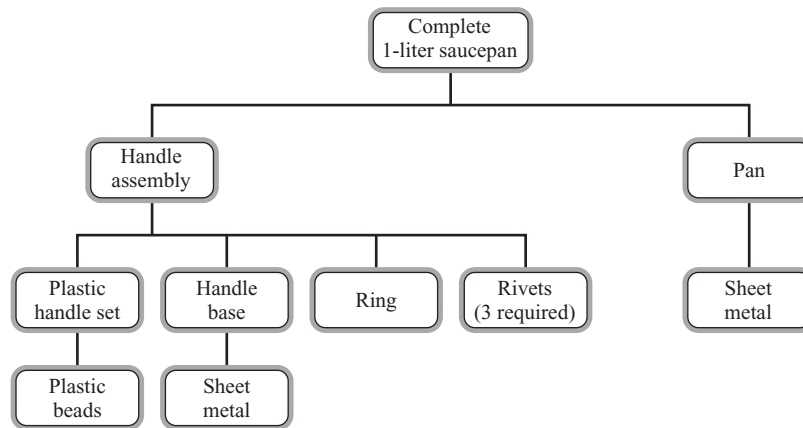 Complete
1-liter saucepan
Handle
assembly
Pan
Plastic
handle set
Handle
base
Ring
Rivets
(3 required)
Sheet
metal
Plastic
beads
Sheet
metal